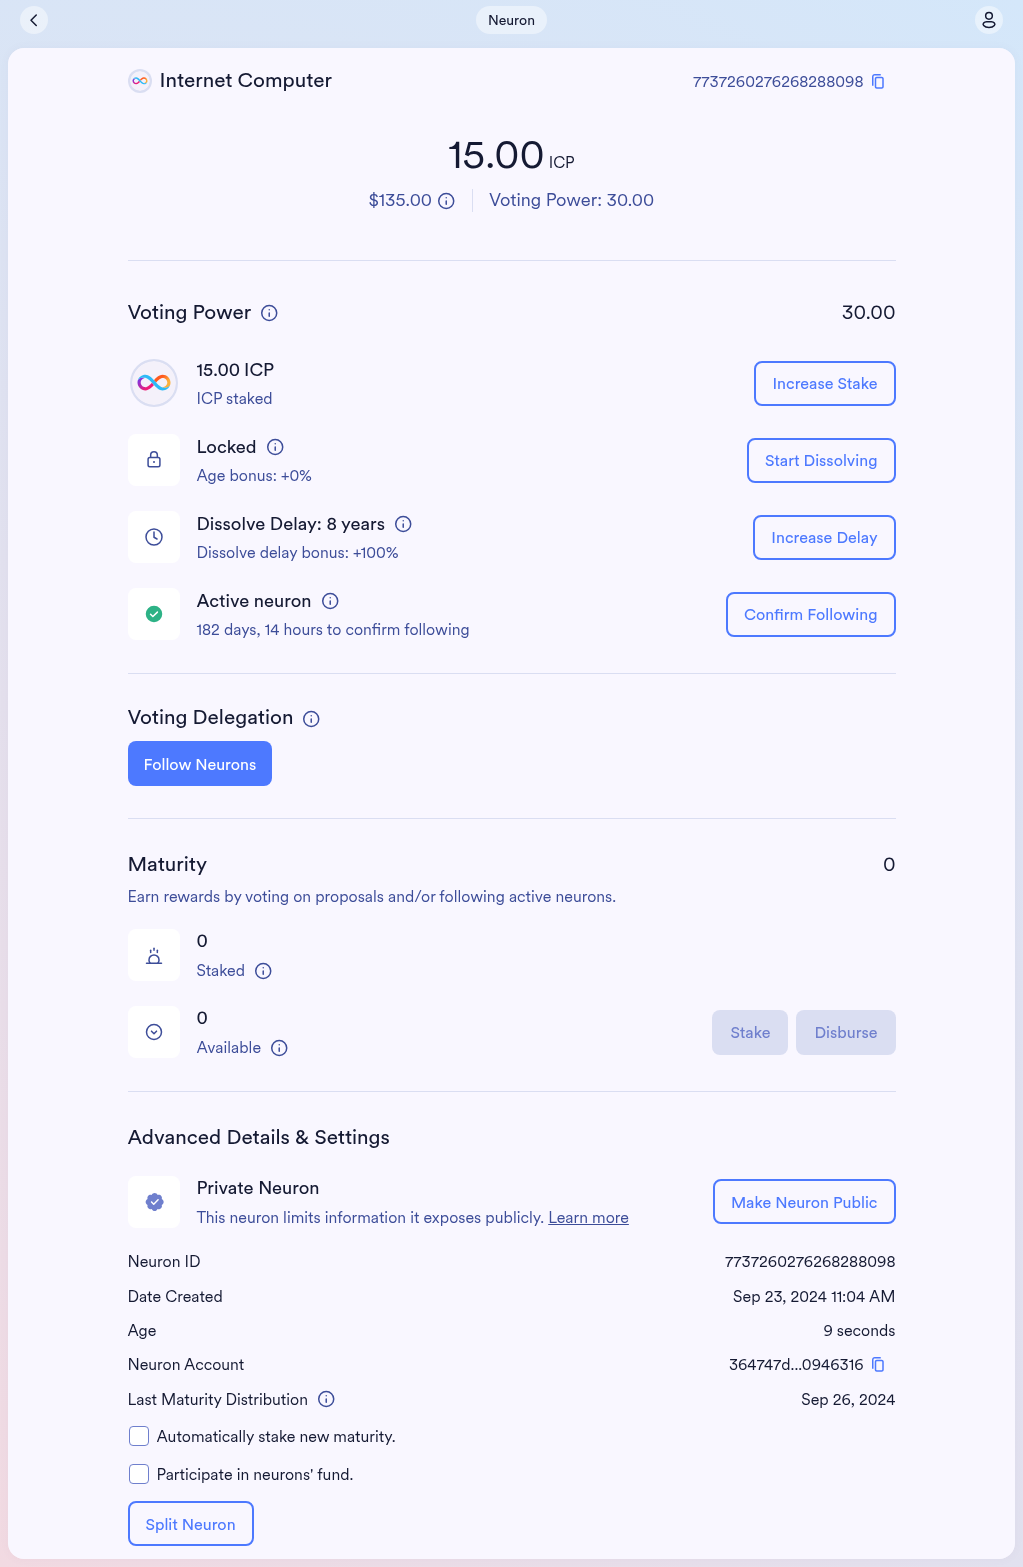 Neuron
Internet Computer
7737260276268288098
15.00 ICP
$135.00
Voting Power: 30.00
Voting Power
30.00
15.00 ICP
ICP staked
Increase Stake
Locked
Age bonus: +0%
Start Dissolving
Dissolve Delay: 8 years
Dissolve delay bonus: +100%
Increase Delay
Active neuron
182 days, 14 hours to confirm following
Confirm Following
Voting Delegation
Follow Neurons
Maturity
0
Earn rewards by voting on proposals and/or following active neurons.
0
Staked
0
Available
Stake
Disburse
Advanced Details & Settings
Private Neuron
This neuron limits information it exposes publicly. Learn more
Make Neuron Public
Neuron ID
7737260276268288098
Date Created
Sep 23, 2024 11:04 AM
Age
9 seconds
Neuron Account
364747d...0946316
Last Maturity Distribution
Sep 26, 2024
Automatically stake new maturity.
Participate in neurons' fund.
Split Neuron